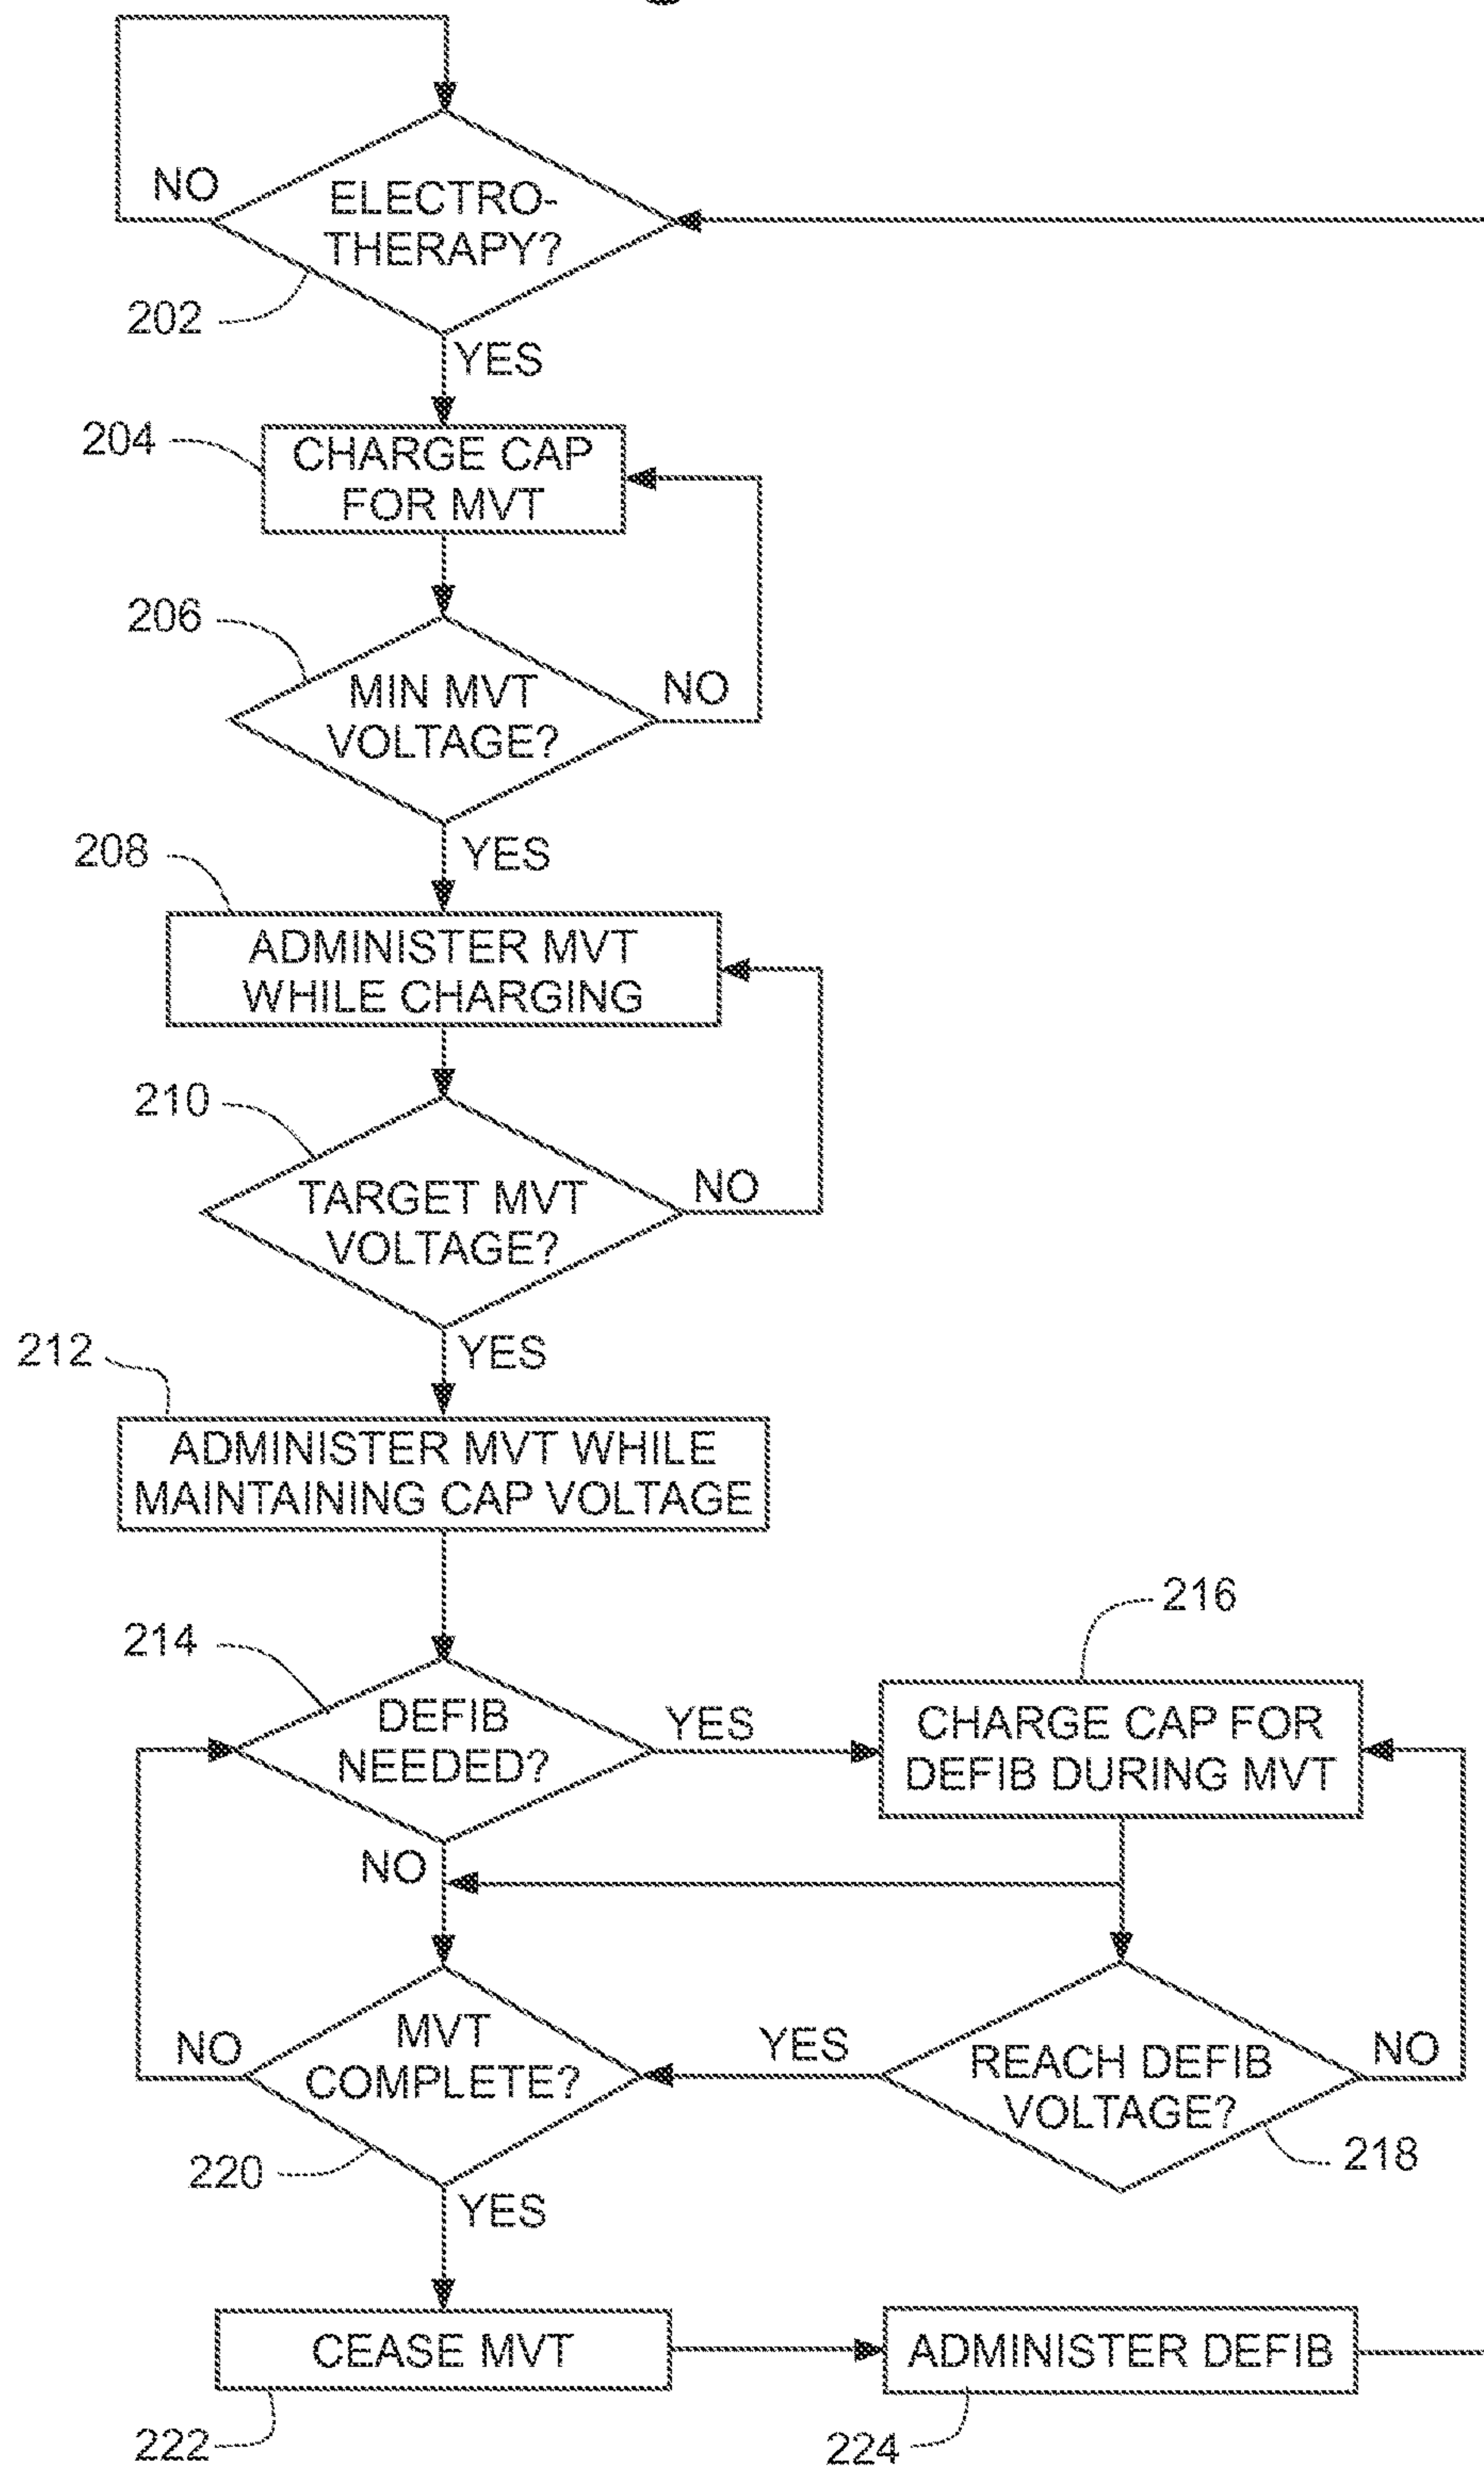 NO
ELECTRO-
THERAPY?
202
YES
204
CHARGE CAP
FOR MVT
206
MIN MVT
VOLTAGE?
NO
YES
208
ADMINISTER MVT
WHILE CHARGING
210
TARGET MVT
VOLTAGE?
NO
YES
212
ADMINISTER MVT WHILE
MAINTAINING CAP VOLTAGE
214
DEFIB
NEEDED?
YES
216
CHARGE CAP FOR
DEFIB DURING MVT
NO
NO
MVT
COMPLETE?
YES
REACH DEFIB
VOLTAGE?
NO
218
220
YES
CEASE MVT
ADMINISTER DEFIB
222
224